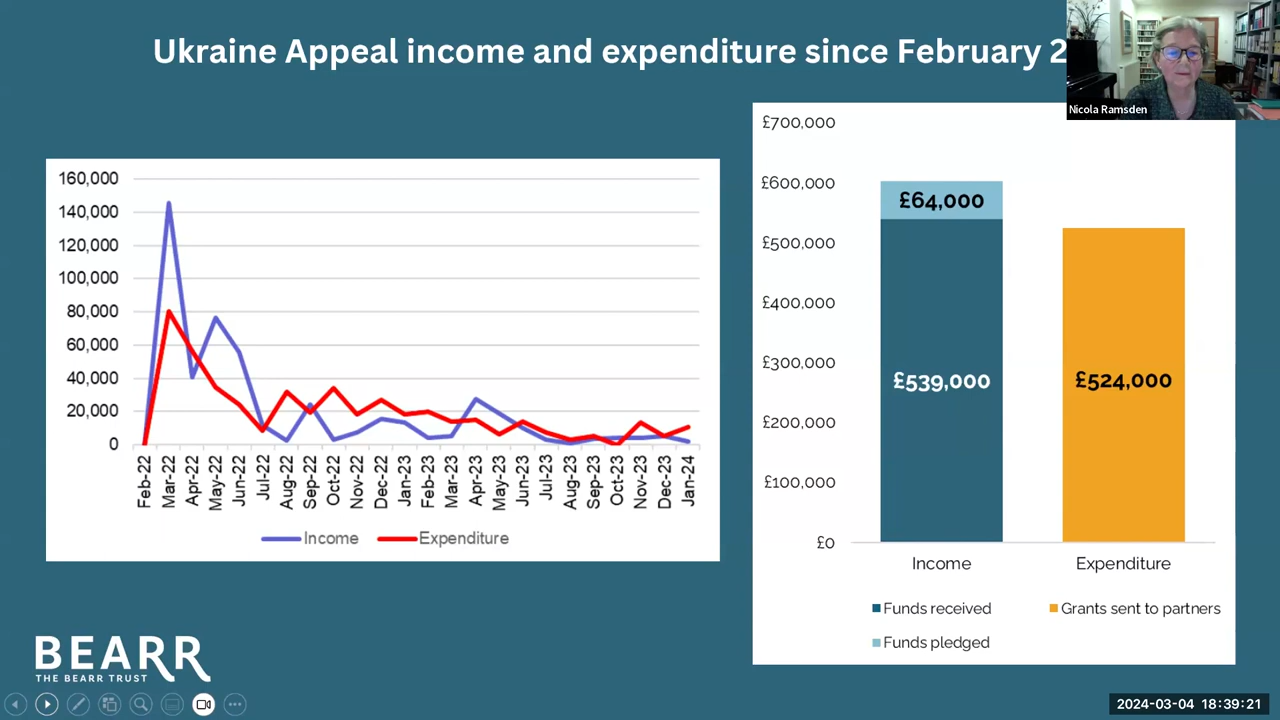 Ukraine Appeal income and expenditure since February 2
Nicola Ramsden
160,000
140,000
120,000
100,000
80,000
60,000
40,000
20,000
0
Feb-22
Mar-22
Apr-22
May-22
Jun-22
Jul-22
Aug-22
Sep-22
Oct-22
Nov-22
Dec-22
Jan-23
Feb-23
Mar-23
Apr-23
May-23
Jun-23
Jul-23
Aug-23
Sep-23
Oct-23
Nov-23
Dec-23
Jan-24
Income
Expenditure
£700,000
£600,000
£500,000
£400,000
£300,000
£200,000
£100,000
£0
£64,000
£539,000
£524,000
Income
Expenditure
Funds received
Grants sent to partners
Funds pledged
BEARR
THE BEARR TRUST
2024-03-04 18:39:21